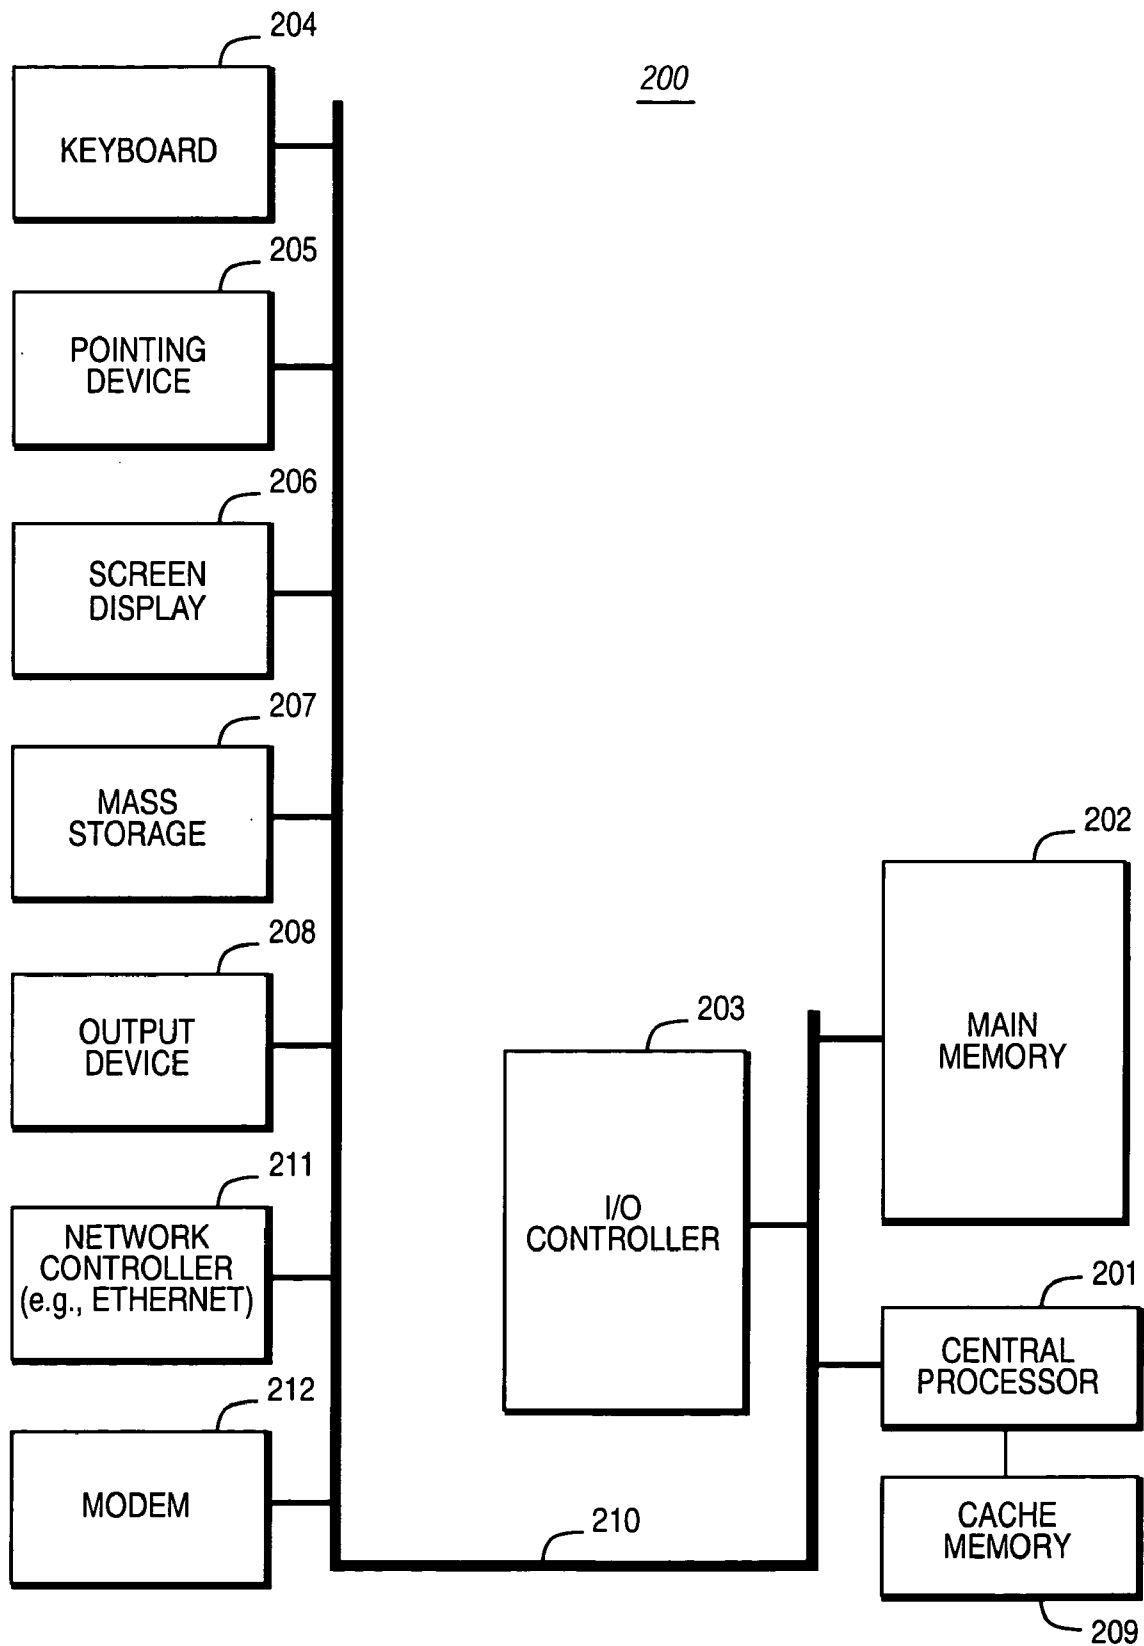 204
200
KEYBOARD
205
POINTING
DEVICE
206
SCREEN
DISPLAY
207
MASS
STORAGE
202
208
OUTPUT
DEVICE
203
MAIN
MEMORY
211
NETWORK
CONTROLLER
(e.g., ETHERNET)
I/O
CONTROLLER
201
CENTRAL
PROCESSOR
212
MODEM
210
CACHE
MEMORY
209